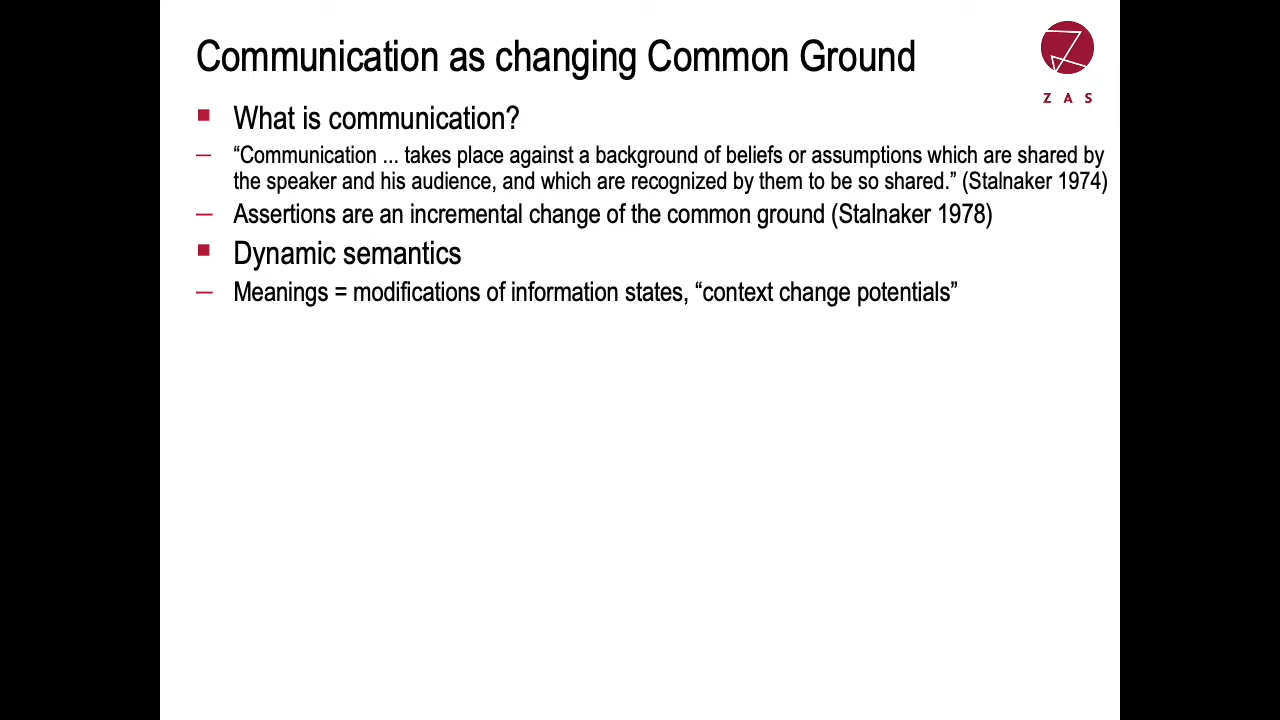 Communication as changing Common Ground
Z A S
What is communication?
– “Communication ... takes place against a background of beliefs or assumptions which are shared by
the speaker and his audience, and which are recognized by them to be so shared.” (Stalnaker 1974)
– Assertions are an incremental change of the common ground (Stalnaker 1978)
Dynamic semantics
– Meanings = modifications of information states, “context change potentials”